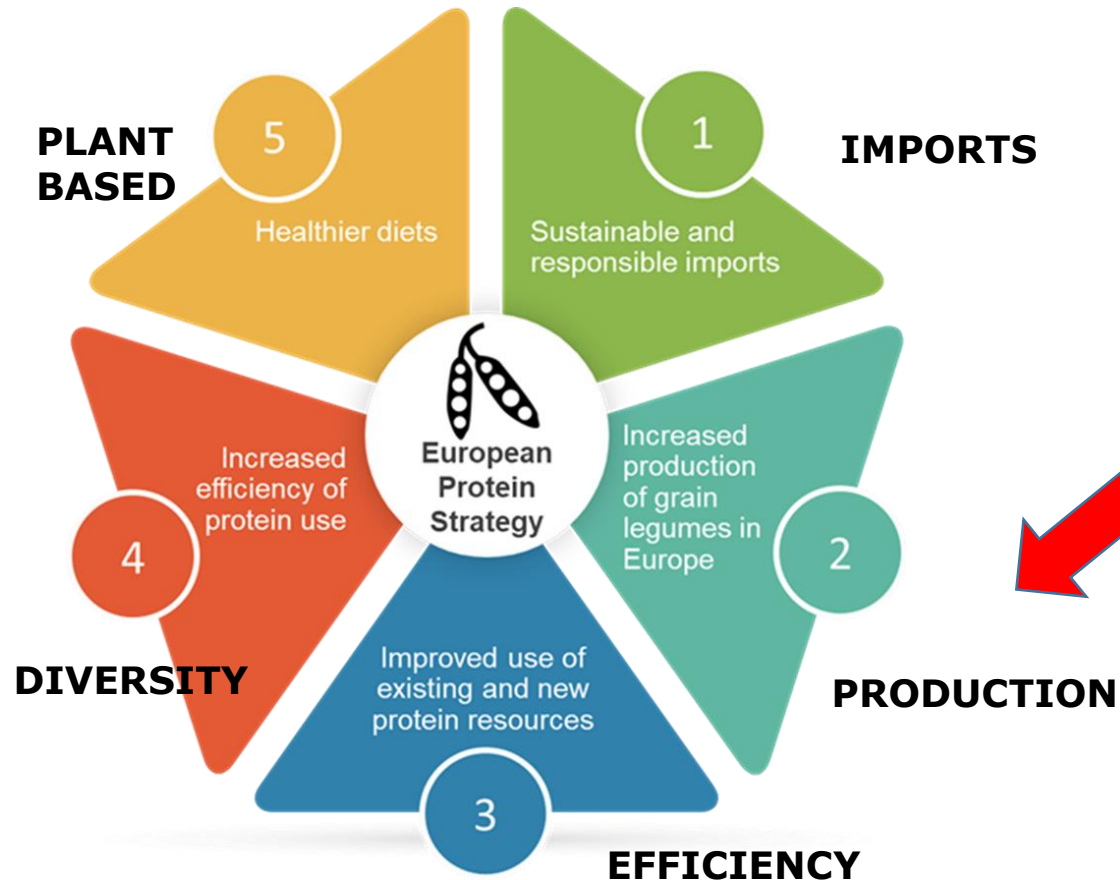 5
PLANT
BASED
Healthier diets
1
IMPORTS
Sustainable and
responsible imports
European
Protein
Strategy
Increased
production
of grain
legumes in
Europe
2
PRODUCTION
Improved use of
existing and new
protein resources
3
EFFICIENCY
Increased
efficiency of
protein use
4
DIVERSITY